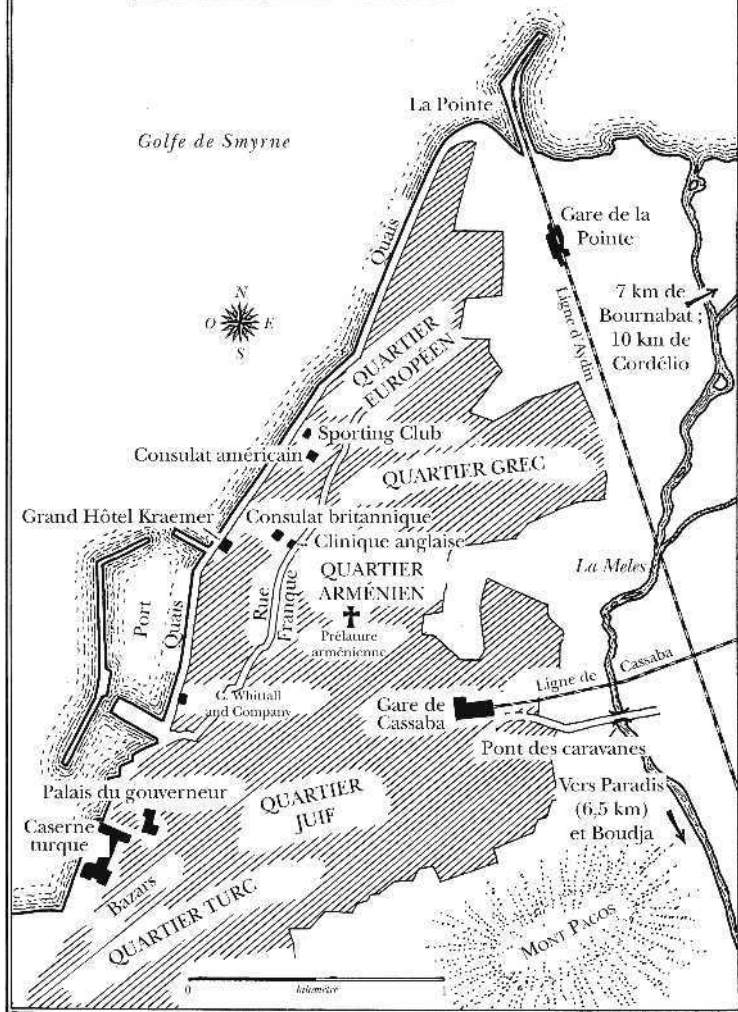 La Pointe
Golfe de Smyrne
Quais
Gare de la
Pointe
N
O
E
S
7 km de
Bournabat ;
10 km de
Cordélio
Ligne d'Aydin
QUARTIER
EUROPÉEN
Sporting Club
Consulat américain
QUARTIER GREC
Grand Hôtel Kraemer
Consulat britannique
Clinique anglaise
La Meles
QUARTIER
ARMÉNIEN
Port
Quais
Rue
Franque
Prélature
arménienne
Ligne de Cassaba
C. Whittall
and Company
Gare de
Cassaba
Pont des caravanes
Palais du gouverneur
QUARTIER
JUIF
Vers Paradis
(6,5 km)
et Boudja
Caserne
turque
Bazars
QUARTIER TURC
MONT PAGOS
0
kilomètre
1